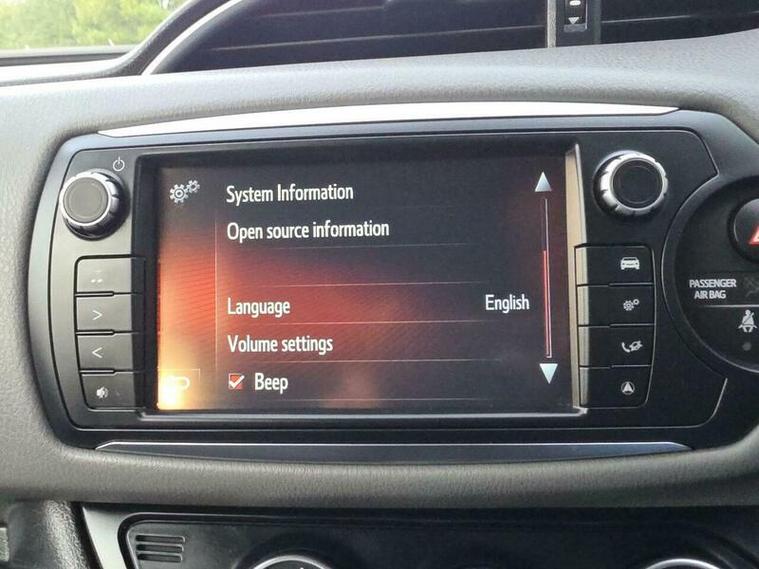 System Information
Open source information
Language English
Volume settings
Beep
PASSENGER
AIR BAG